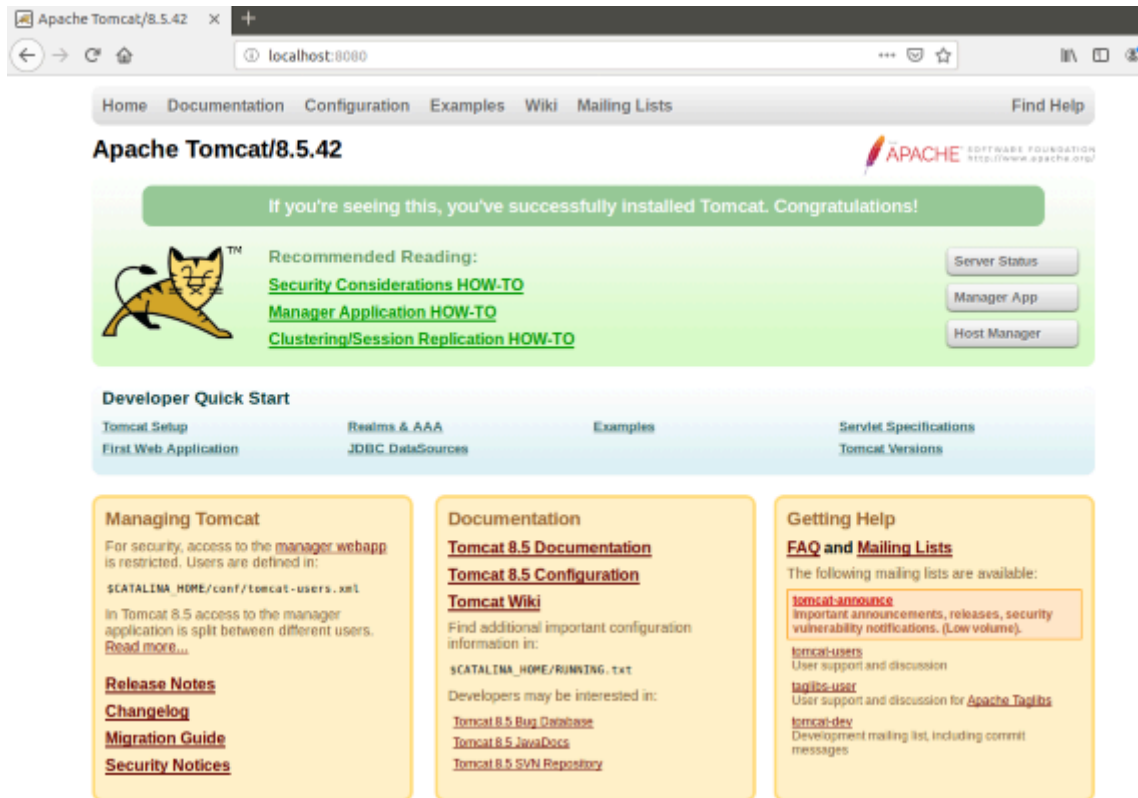 Apache Tomcat/8.5.42
localhost:8080
Home Documentation Configuration Examples Wiki Mailing Lists Find Help
Apache Tomcat/8.5.42
THE APACHE SOFTWARE FOUNDATION
http://www.apache.org/
If you're seeing this, you've successfully installed Tomcat. Congratulations!
TM
Recommended Reading:
Security Considerations HOW-TO
Manager Application HOW-TO
Clustering/Session Replication HOW-TO
Server Status
Manager App
Host Manager
Developer Quick Start
Tomcat Setup
First Web Application
Realms & AAA
JDBC DataSources
Examples
Servlet Specifications
Tomcat Versions
Managing Tomcat
For security, access to the manager webapp
is restricted. Users are defined in:
$CATALINA_HOME/conf/tomcat-users.xml
In Tomcat 8.5 access to the manager
application is split between different users.
Read more...
Release Notes
Changelog
Migration Guide
Security Notices
Documentation
Tomcat 8.5 Documentation
Tomcat 8.5 Configuration
Tomcat Wiki
Find additional important configuration
information in:
$CATALINA_HOME/RUNNING.txt
Developers may be interested in:
Tomcat 8.5 Bug Database
Tomcat 8.5 JavaDocs
Tomcat 8.5 SVN Repository
Getting Help
FAQ and Mailing Lists
The following mailing lists are available:
tomcat-announce
Important announcements, releases, security
vulnerability notifications. (Low volume).
tomcat-users
User support and discussion
taglibs-user
User support and discussion for Apache Taglibs
tomcat-dev
Development mailing list, including commit
messages